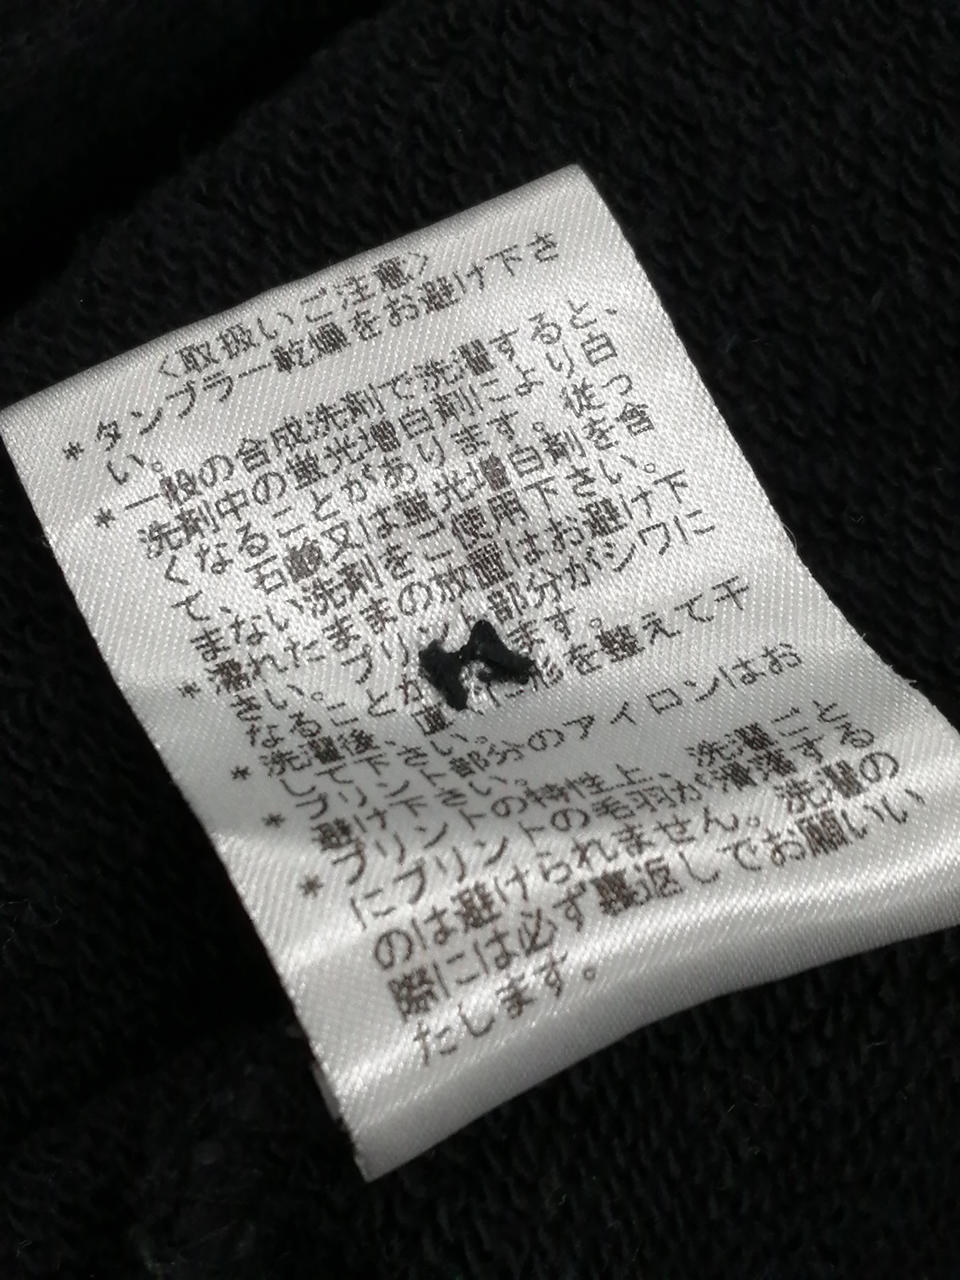 〈取扱いご注意〉
*タンブラー乾燥をお避け下さ
い。
*一般の合成洗剤で洗濯すると、
洗剤中の蛍光増白剤により白
くなることがあります。従っ
て、石鹸又は蛍光増白剤を含
まない洗剤をご使用下さい。
*濡れたままの放置はお避け下
リント部分がシワに
なることが ます。
*洗濯後 直 に形を整えて干
して下さい。
*プリント部分のアイロンはお
避け下さい。
*プリントの特性上、洗濯ごと
にプリントの毛羽が 落する
のは避けられません。洗濯の
際には必ず裏返しでお願いい
たします。